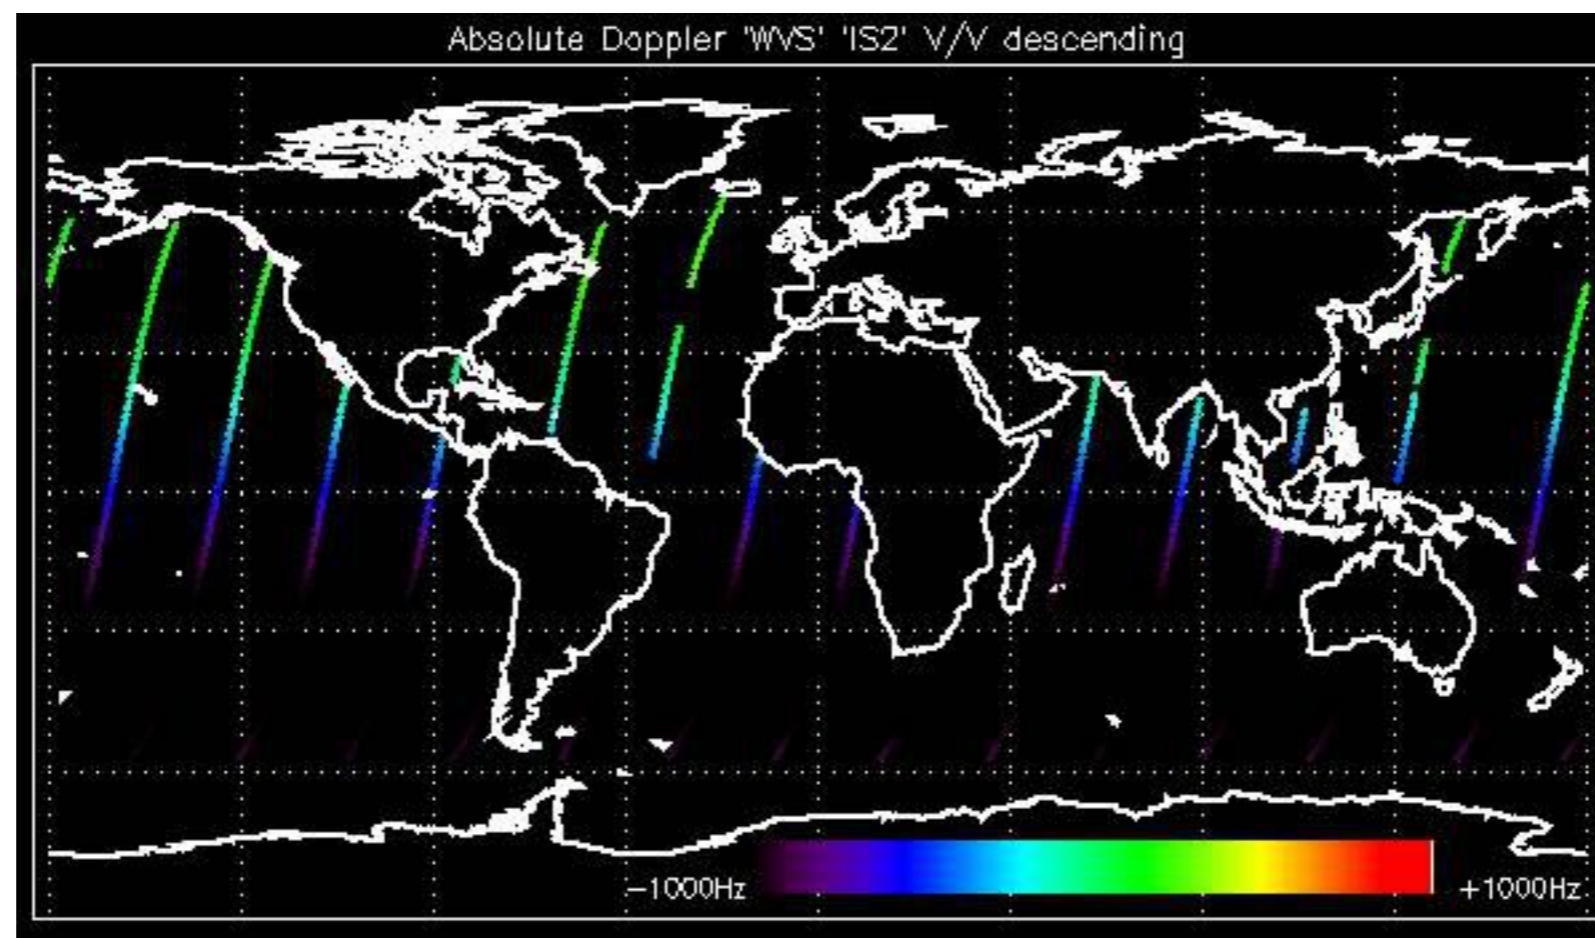 Absolute Doppler 'WVS' 'IS2' V/V descending
−1000Hz
+1000Hz